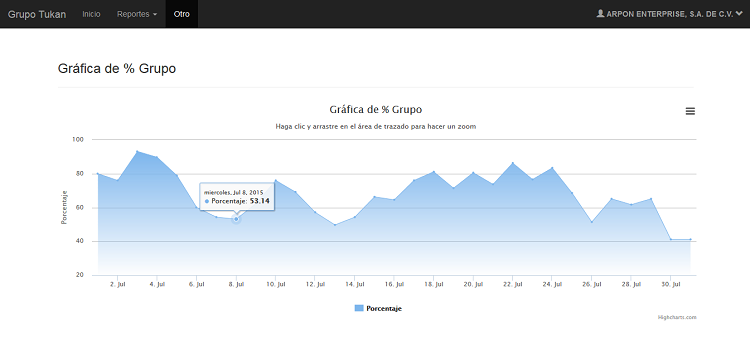 Grupo Tukan Inicio Reportes Otro ARPON ENTERPRISE, S.A. DE C.V.
Gráfica de % Grupo
Gráfica de % Grupo
Haga clic y arrastre en el área de trazado para hacer un zoom
100
80
60
40
20
Porcentaje
miercoles, Jul 8, 2015
Porcentaje: 53.14
2. Jul 4. Jul 6. Jul 8. Jul 10. Jul 12. Jul 14. Jul 16. Jul 18. Jul 20. Jul 22. Jul 24. Jul 26. Jul 28. Jul 30. Jul
Porcentaje
Highcharts.com